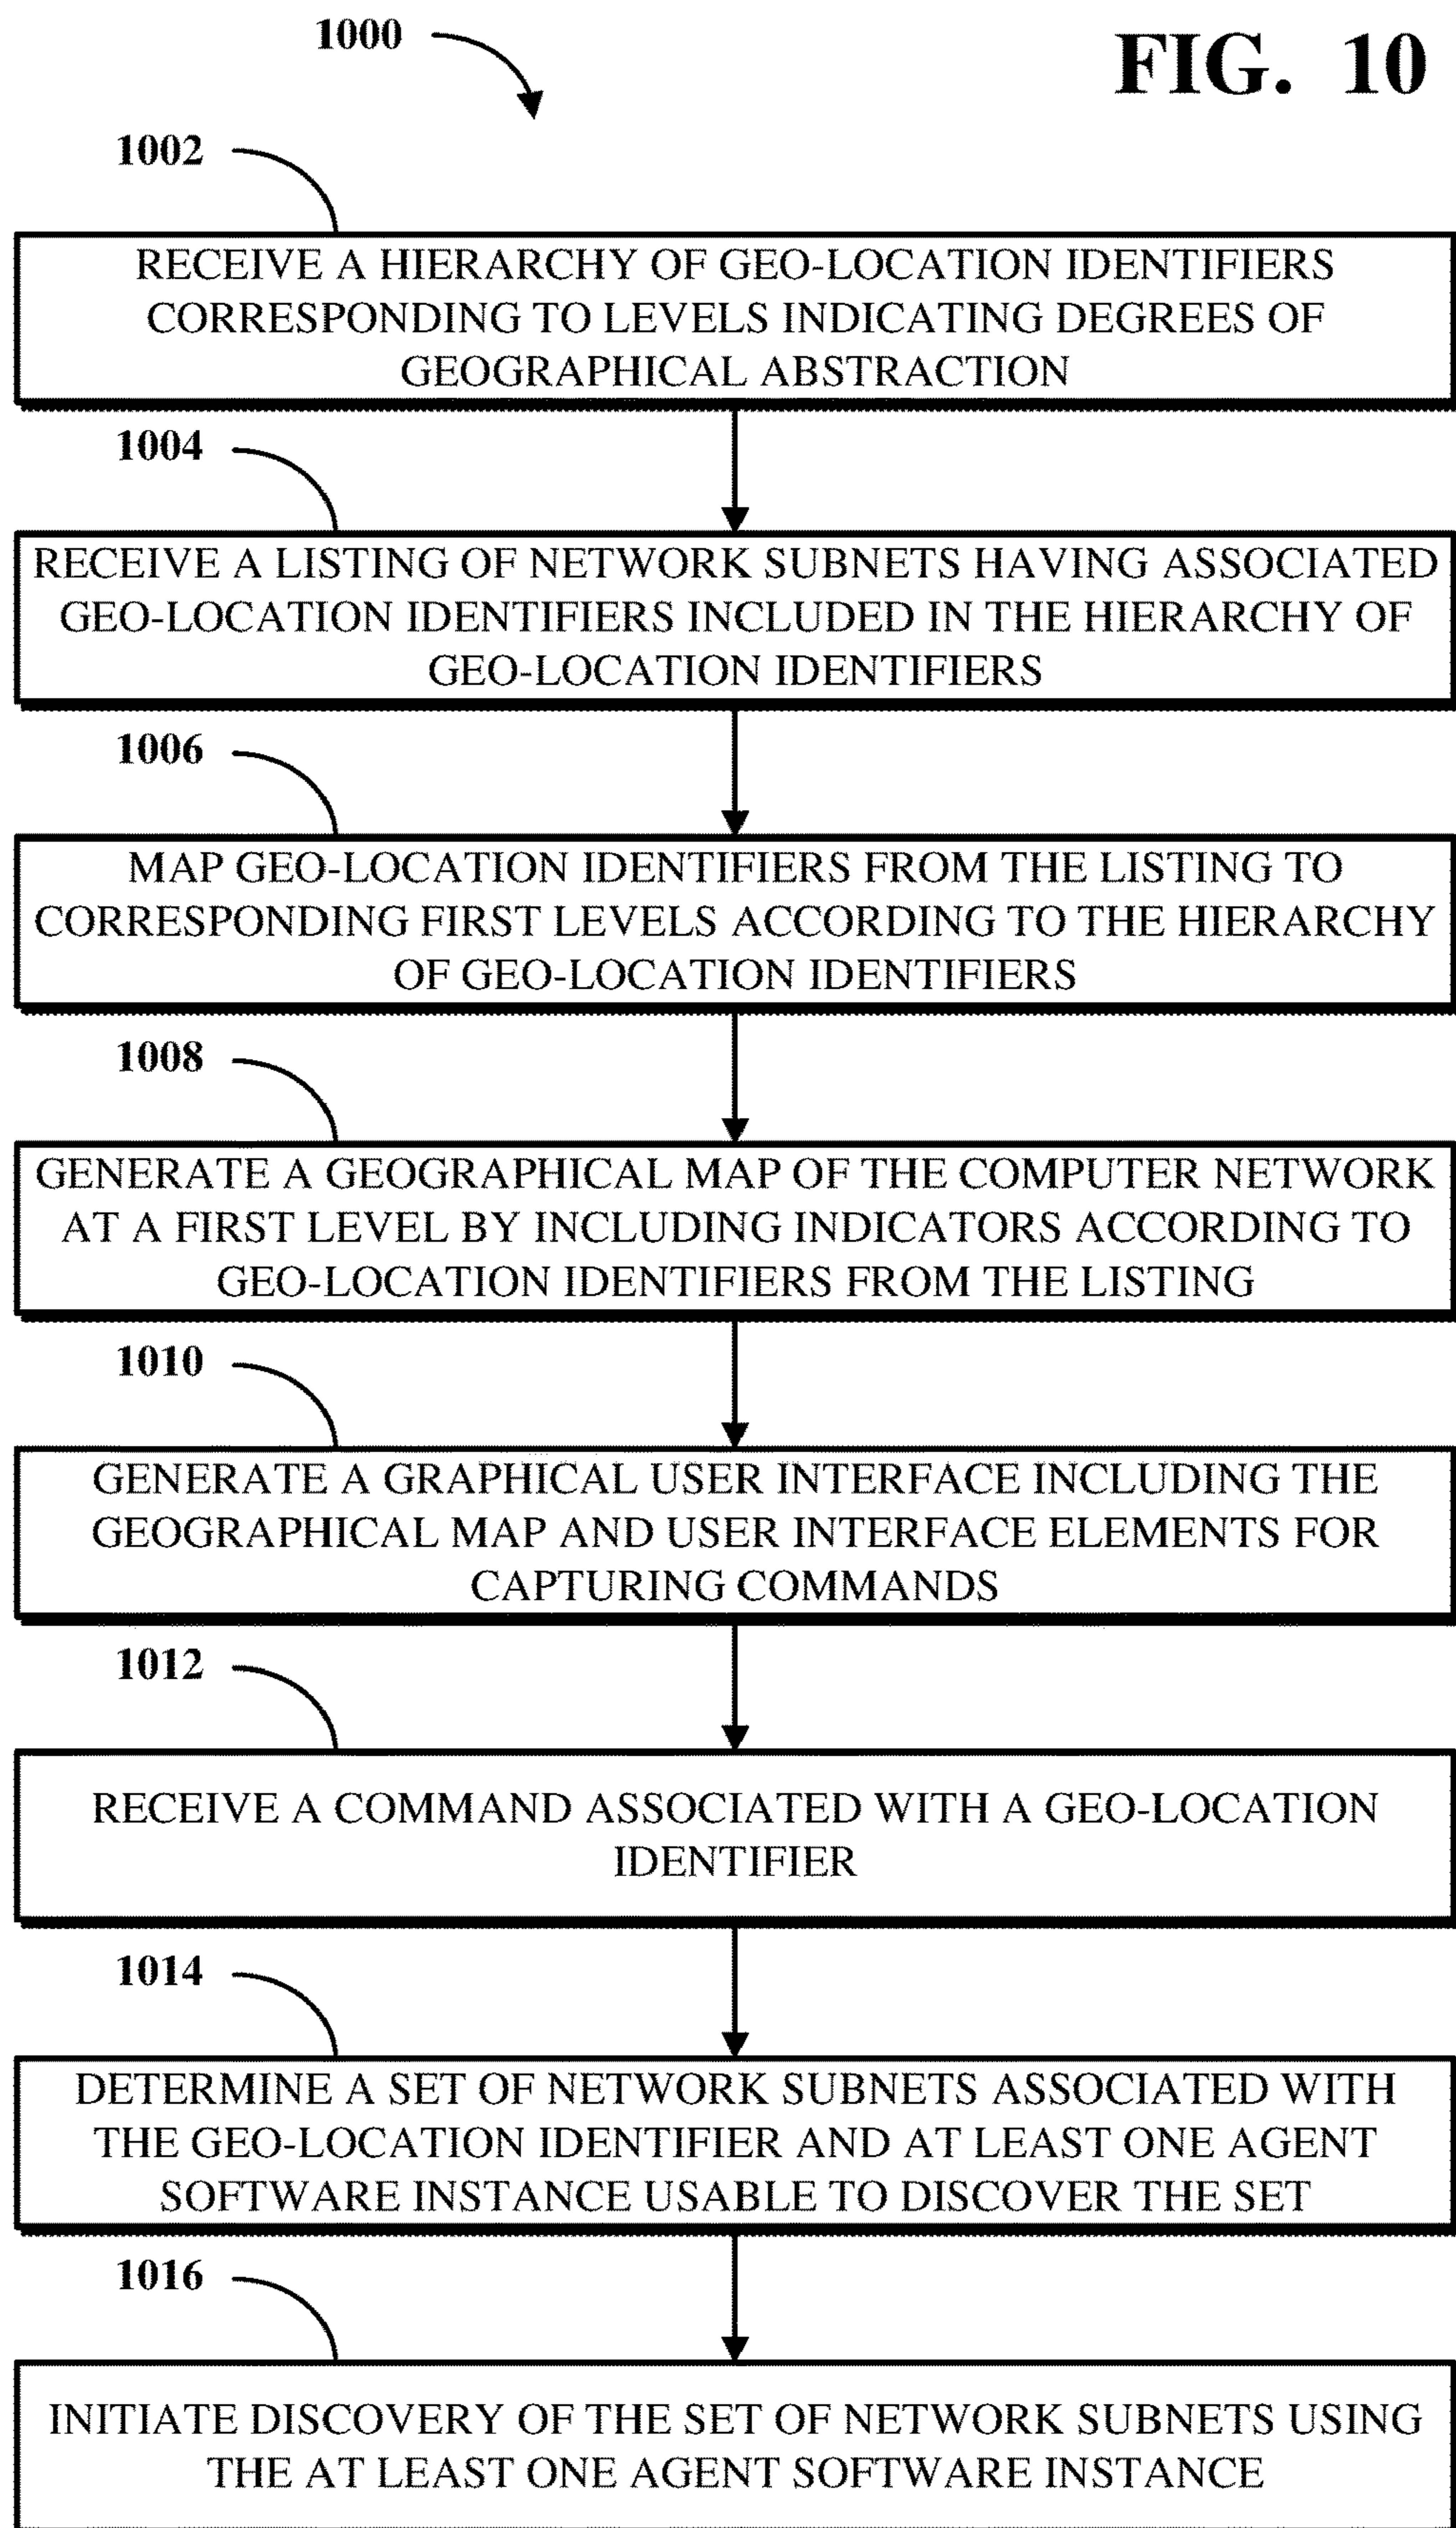 1000
FIG. 10
1002
RECEIVE A HIERARCHY OF GEO-LOCATION IDENTIFIERS
CORRESPONDING TO LEVELS INDICATING DEGREES OF
GEOGRAPHICAL ABSTRACTION
1004
RECEIVE A LISTING OF NETWORK SUBNETS HAVING ASSOCIATED
GEO-LOCATION IDENTIFIERS INCLUDED IN THE HIERARCHY OF
GEO-LOCATION IDENTIFIERS
1006
MAP GEO-LOCATION IDENTIFIERS FROM THE LISTING TO
CORRESPONDING FIRST LEVELS ACCORDING TO THE HIERARCHY
OF GEO-LOCATION IDENTIFIERS
1008
GENERATE A GEOGRAPHICAL MAP OF THE COMPUTER NETWORK
AT A FIRST LEVEL BY INCLUDING INDICATORS ACCORDING TO
GEO-LOCATION IDENTIFIERS FROM THE LISTING
1010
GENERATE A GRAPHICAL USER INTERFACE INCLUDING THE
GEOGRAPHICAL MAP AND USER INTERFACE ELEMENTS FOR
CAPTURING COMMANDS
1012
RECEIVE A COMMAND ASSOCIATED WITH A GEO-LOCATION
IDENTIFIER
1014
DETERMINE A SET OF NETWORK SUBNETS ASSOCIATED WITH
THE GEO-LOCATION IDENTIFIER AND AT LEAST ONE AGENT
SOFTWARE INSTANCE USABLE TO DISCOVER THE SET
1016
INITIATE DISCOVERY OF THE SET OF NETWORK SUBNETS USING
THE AT LEAST ONE AGENT SOFTWARE INSTANCE